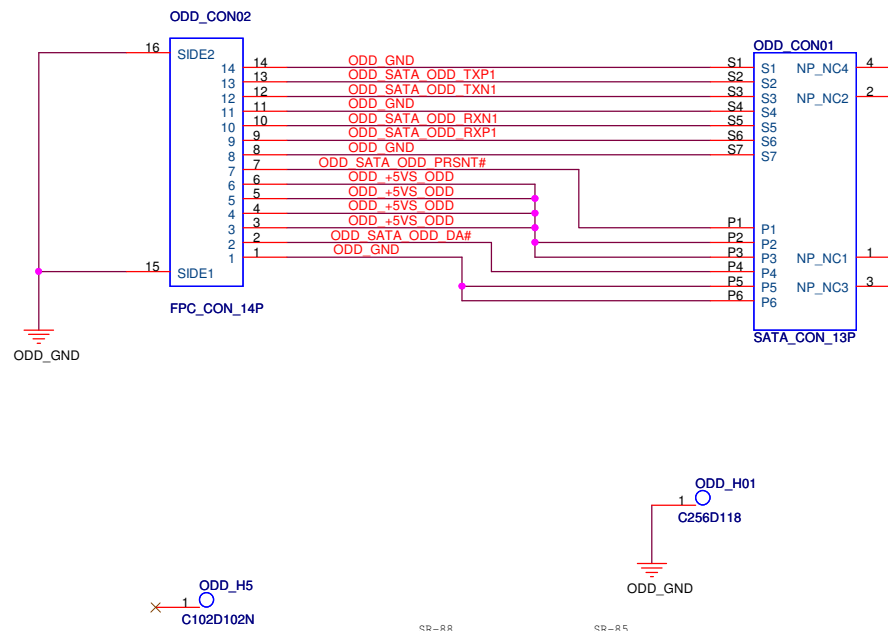 ODD_CON02
ODD_CON01
16 SIDE2
14 14 ODD_GND S1 S1 NP_NC4 4
13 13 ODD_SATA_ODD_TXP1 S2 S2
12 12 ODD_SATA_ODD_TXN1 S3 S3 NP_NC2 2
11 11 ODD_GND S4 S4
10 10 ODD_SATA_ODD_RXN1 S5 S5
9 9 ODD_SATA_ODD_RXP1 S6 S6
8 8 ODD_GND S7 S7
7 7 ODD_SATA_ODD_PRSNT#
6 6 ODD_+5VS_ODD
5 5 ODD_+5VS_ODD
4 4 ODD_+5VS_ODD
3 3 ODD_+5VS_ODD P1 P1
2 2 ODD_SATA_ODD_DA# P2 P2
1 1 ODD_GND P3 P3 NP_NC1 1
15 SIDE1 P4 P4
P5 P5 NP_NC3 3
P6 P6
FPC_CON_14P
SATA_CON_13P
ODD_GND
ODD_H01
1
C256D118
ODD_GND
ODD_H5
1
C102D102N
SR-88 SR-85